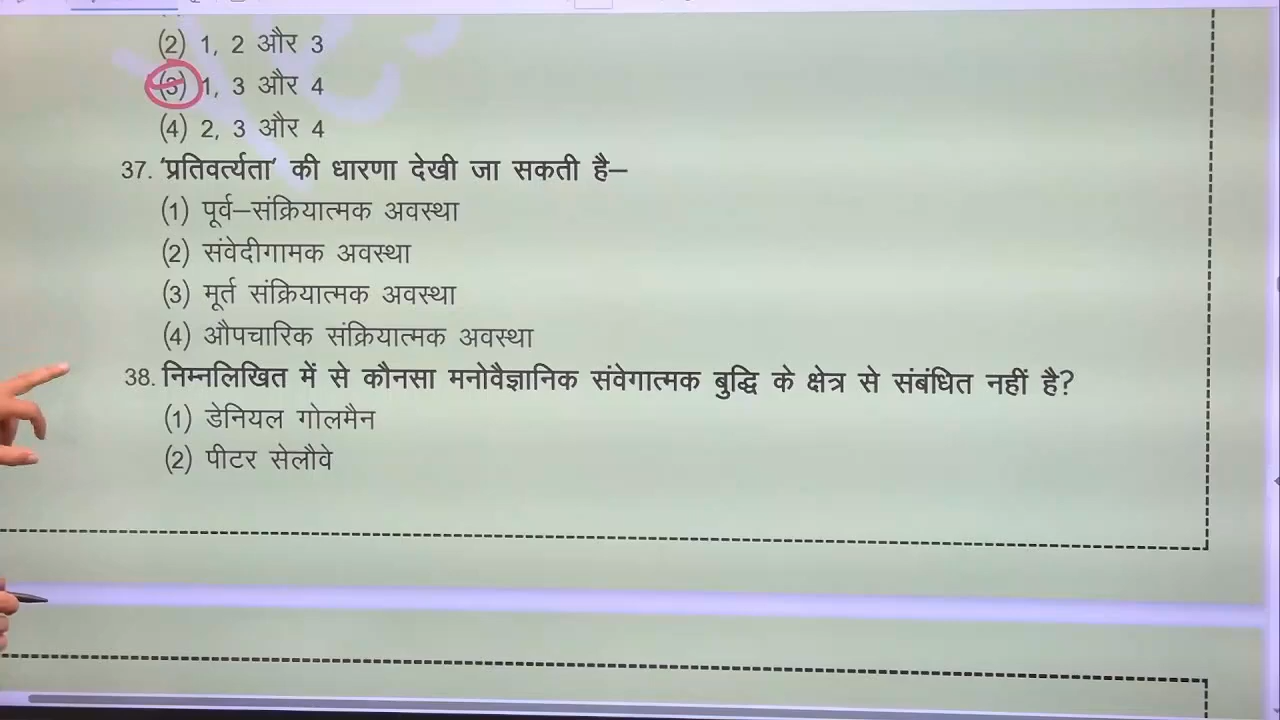 (2) 1, 2 और 3
(3) 1, 3 और 4
(4) 2, 3 और 4
37. 'प्रतिवर्त्यता' की धारणा देखी जा सकती है–
(1) पूर्व–संक्रियात्मक अवस्था
(2) संवेदीगामक अवस्था
(3) मूर्त संक्रियात्मक अवस्था
(4) औपचारिक संक्रियात्मक अवस्था
38. निम्नलिखित में से कौनसा मनोवैज्ञानिक संवेगात्मक बुद्धि के क्षेत्र से संबंधित नहीं है?
(1) डेनियल गोलमैन
(2) पीटर सेलौवे